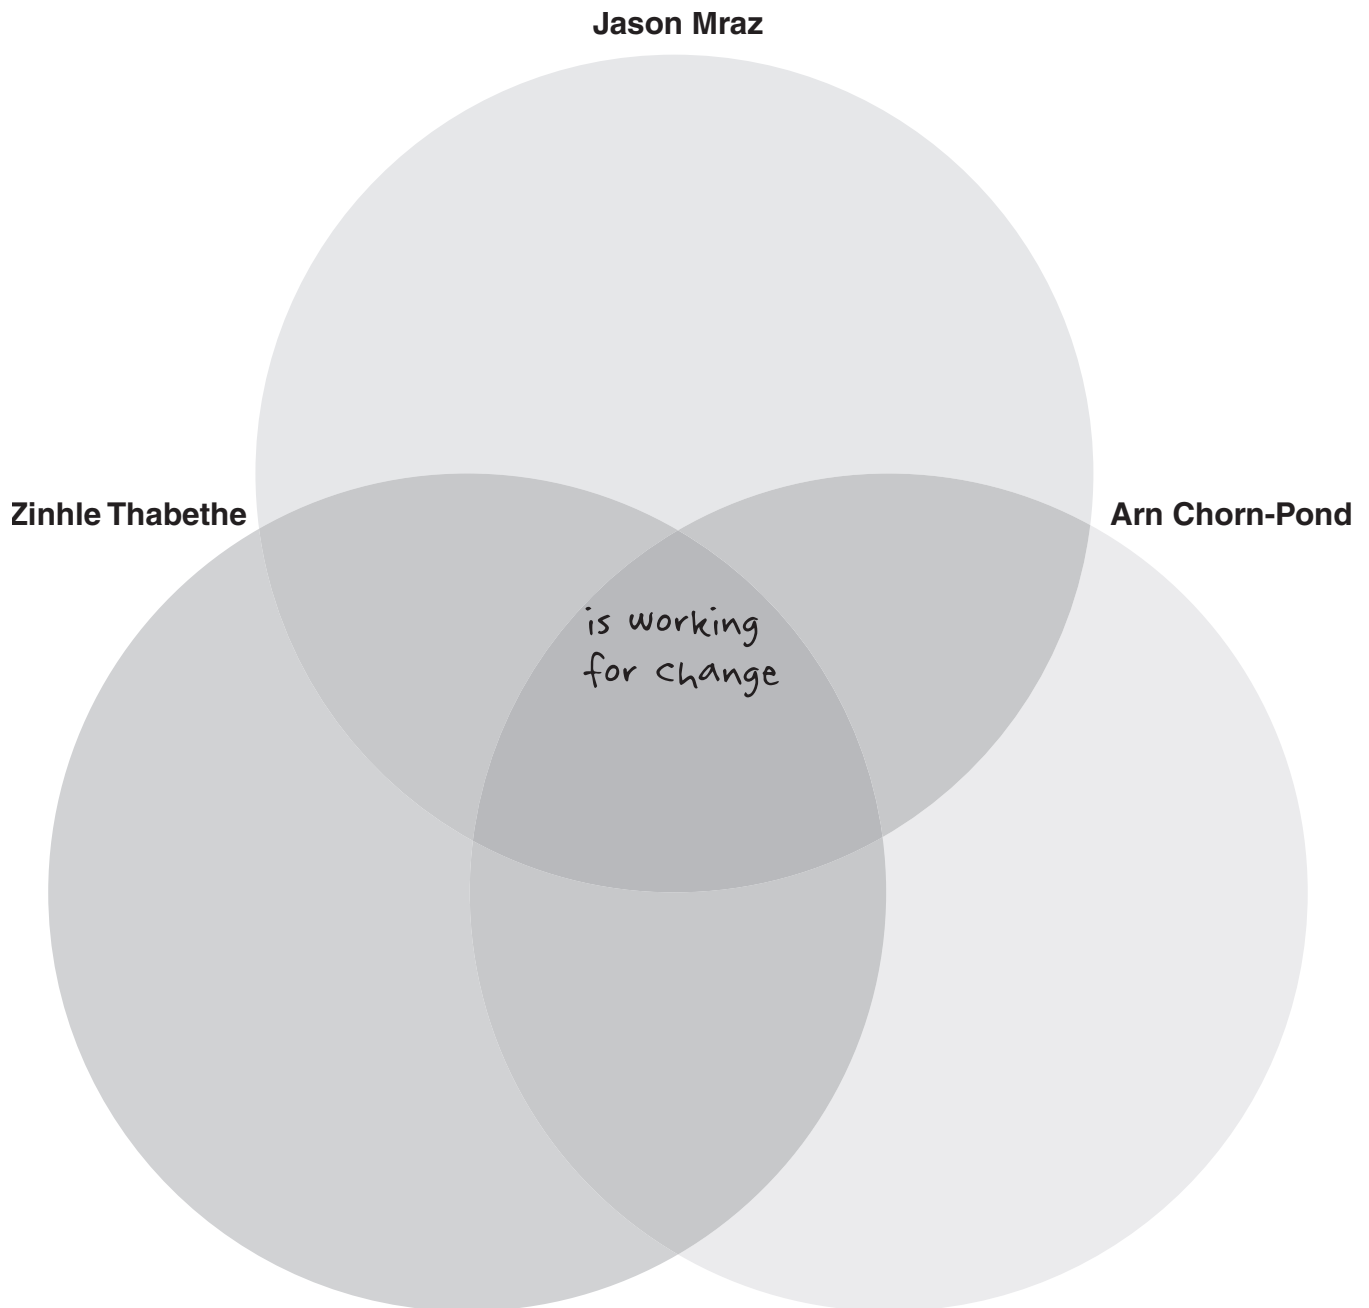 Jason Mraz
Zinhle Thabethe
Arn Chorn-Pond
is working
for change